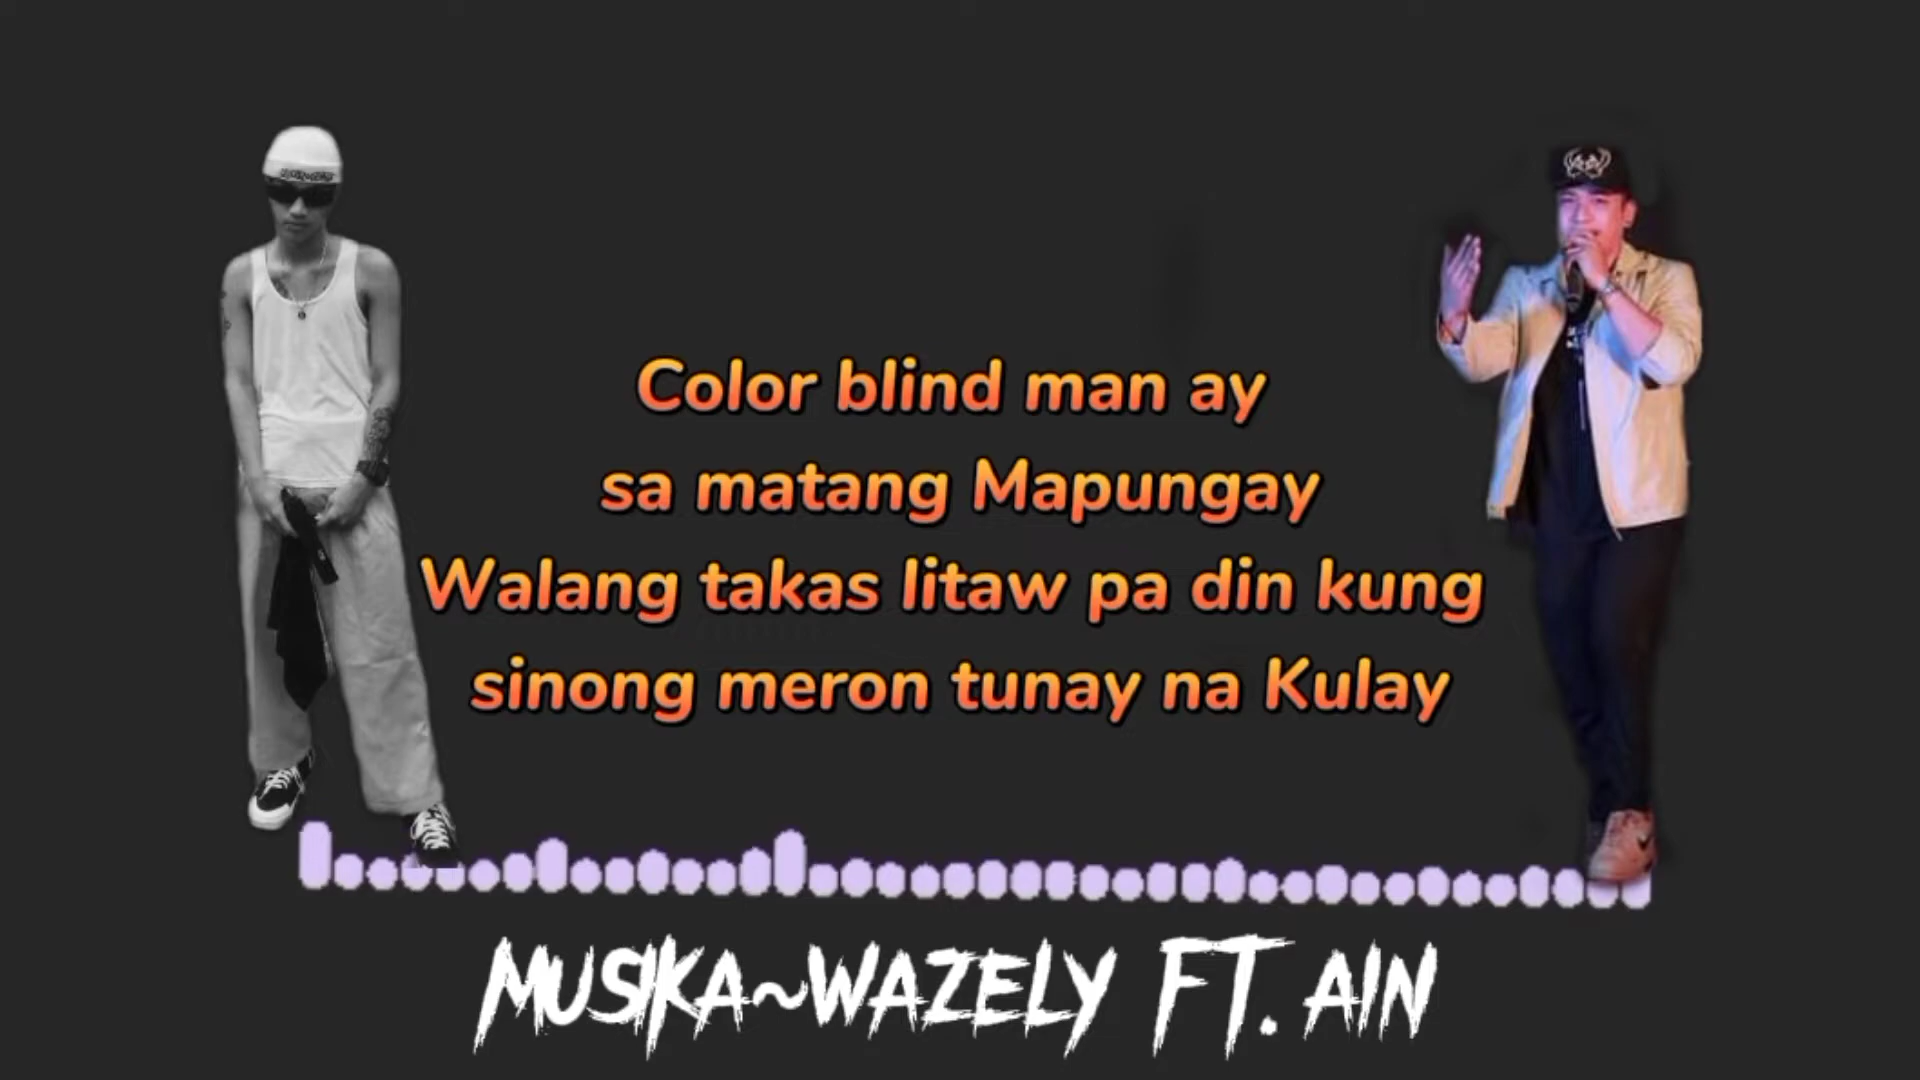 Color blind man ay
sa matang Mapungay
Walang takas litaw pa din kung
sinong meron tunay na Kulay
MUSIKA~WAZELY FT. AIN